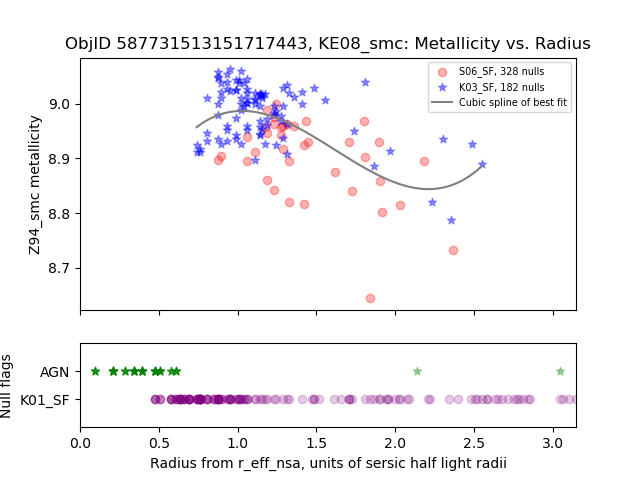 ObjID 587731513151717443, KE08_smc: Metallicity vs. Radius
S06_SF, 328 nulls
K03_SF, 182 nulls
Cubic spline of best fit
Z94_smc metallicity
9.0
8.9
8.8
8.7
Null flags
AGN
K01_SF
0.0 0.5 1.0 1.5 2.0 2.5 3.0
Radius from r_eff_nsa, units of sersic half light radii